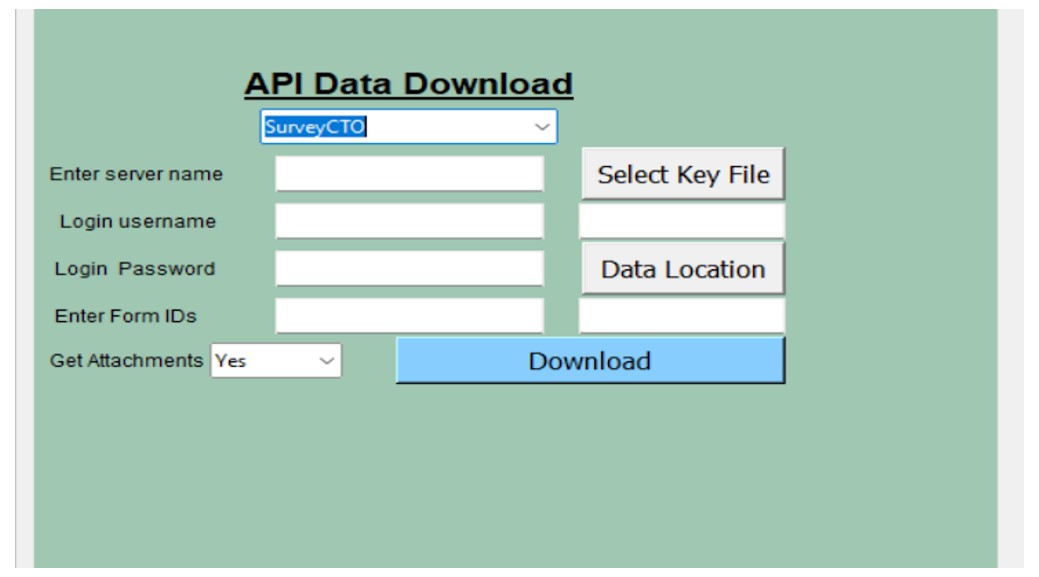 API Data Download
SurveyCTO
Enter server name Select Key File
Login username
Login Password Data Location
Enter Form IDs
Get Attachments Yes Download